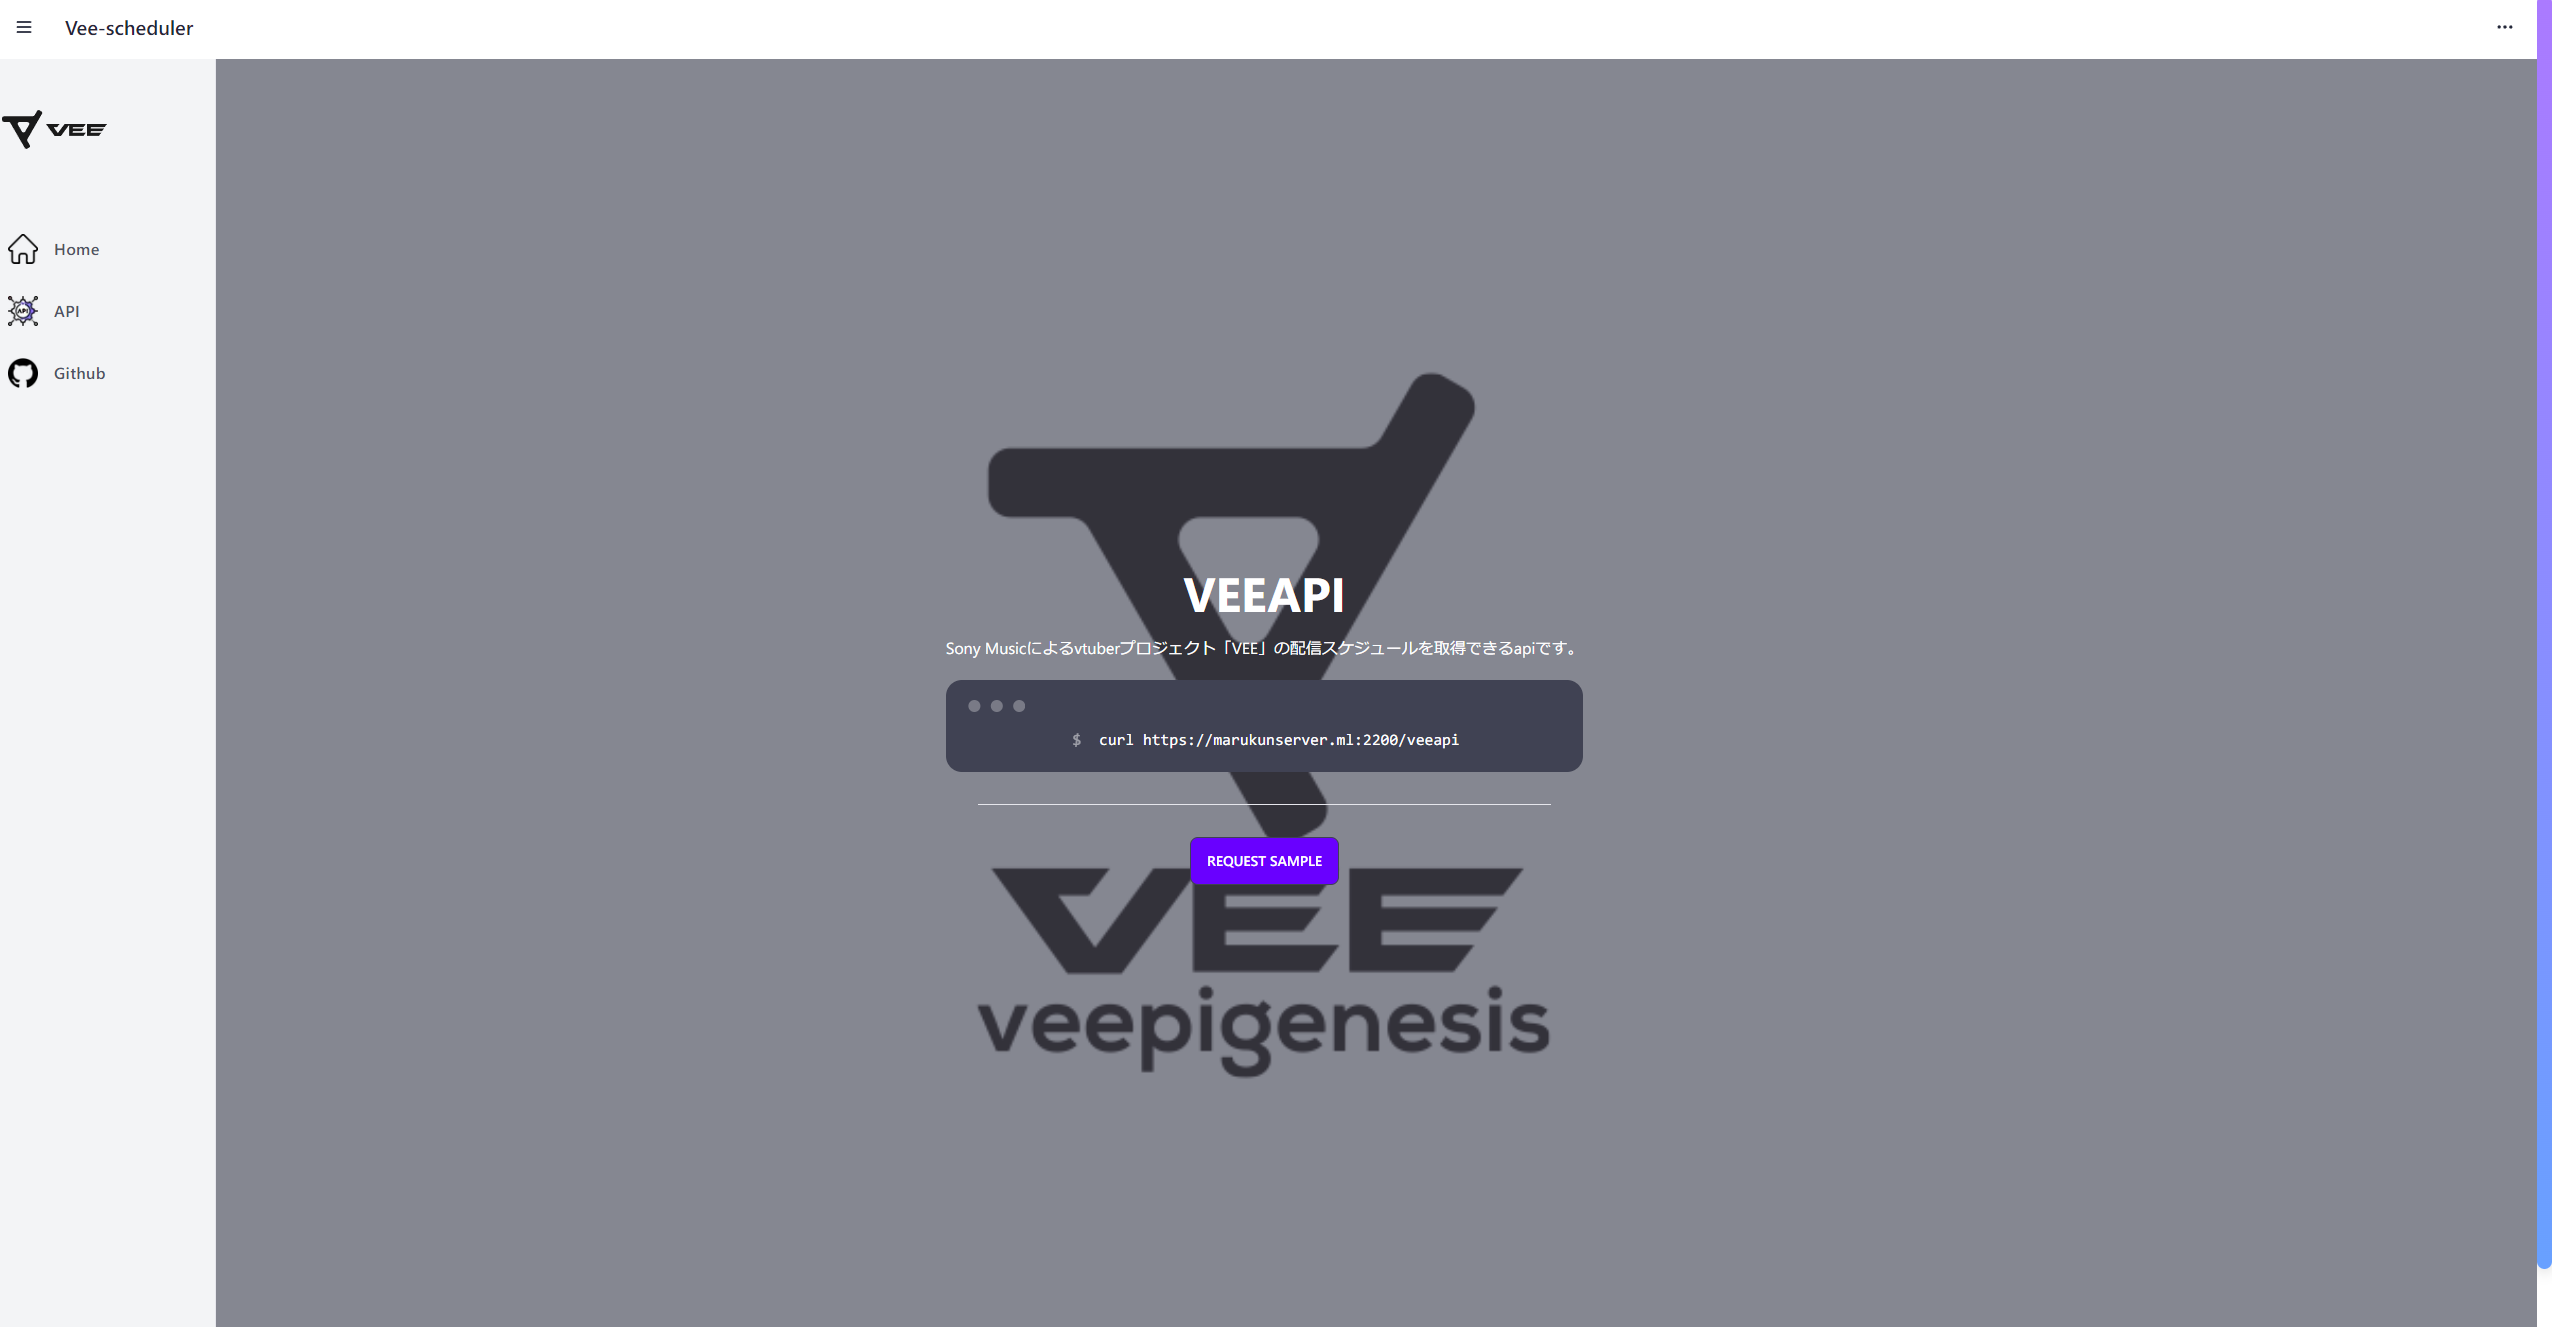 Vee-scheduler
VEE
Home
API
API
Github
VEEAPI
Sony Musicによるvtuberプロジェクト「VEE」の配信スケジュールを取得できるapiです。
$ curl https://marukunserver.ml:2200/veeapi
REQUEST SAMPLE
VEE
veepigenesis